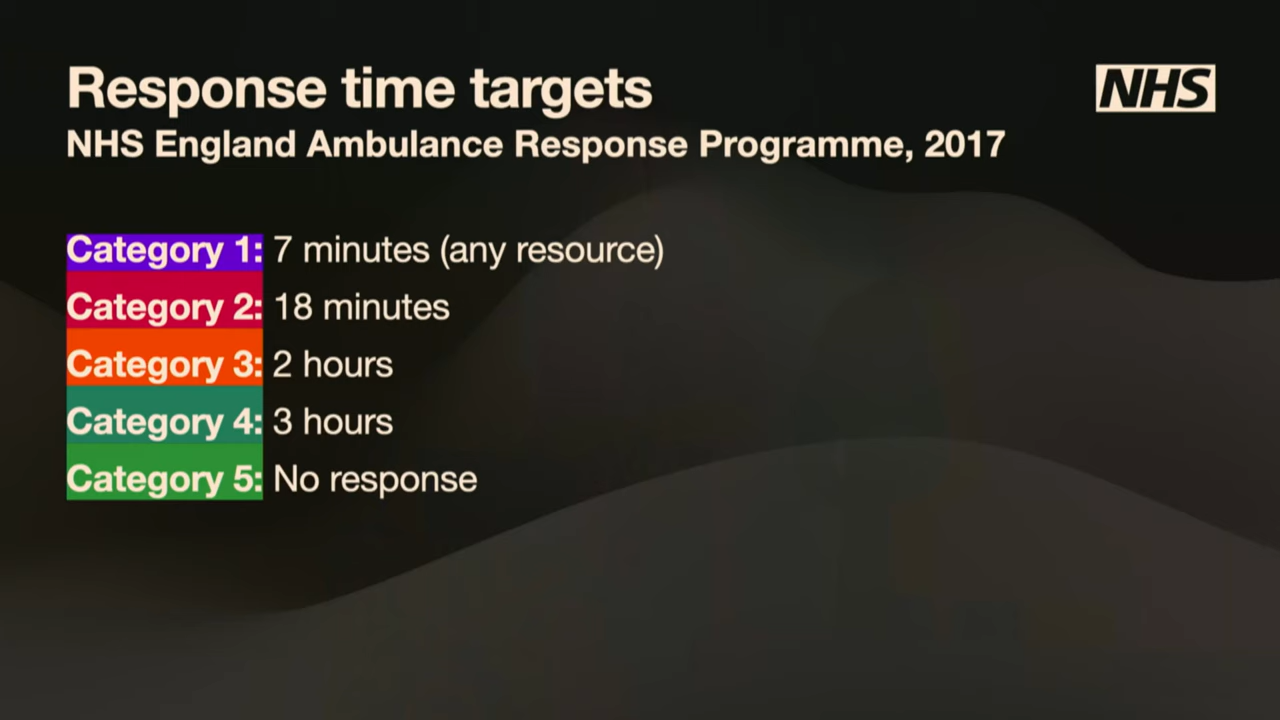 Response time targets
NHS
NHS England Ambulance Response Programme, 2017
Category 1: 7 minutes (any resource)
Category 2: 18 minutes
Category 3: 2 hours
Category 4: 3 hours
Category 5: No response